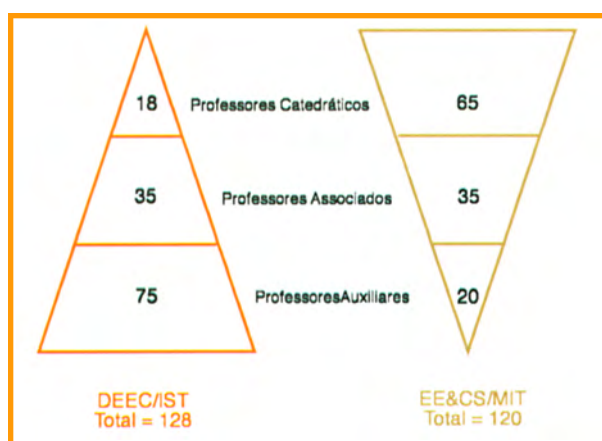 18 Professores Catedráticos 65
35 Professores Associados 35
75 ProfessoresAuxiliares 20
DEEC/IST EE&CS/MIT
Total = 128 Total = 120